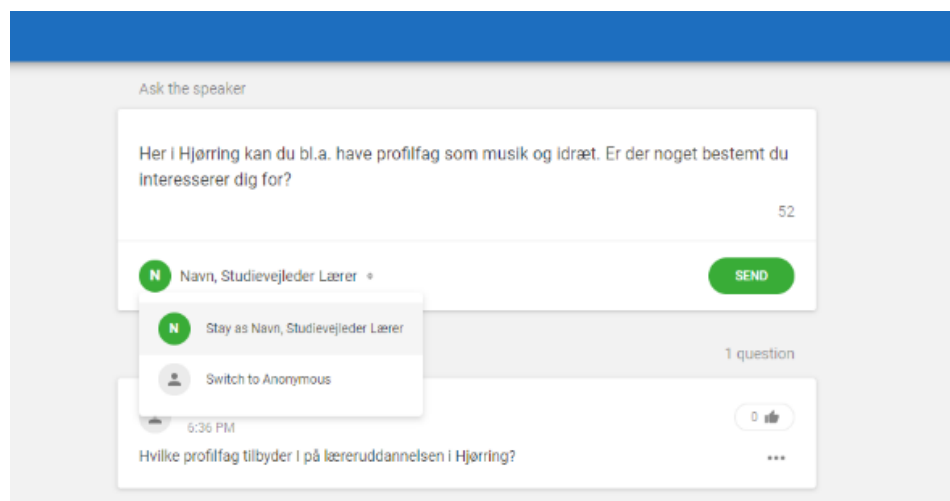 Ask the speaker
Her i Hjørring kan du bl.a. have profilfag som musik og idræt. Er der noget bestemt du
interesserer dig for?
52
N Navn, Studievejleder Lærer
SEND
N Stay as Navn, Studievejleder Lærer
Switch to Anonymous
1 question
6:36 PM
0
Hvilke profilfag tilbyder I på læreruddannelsen i Hjørring?